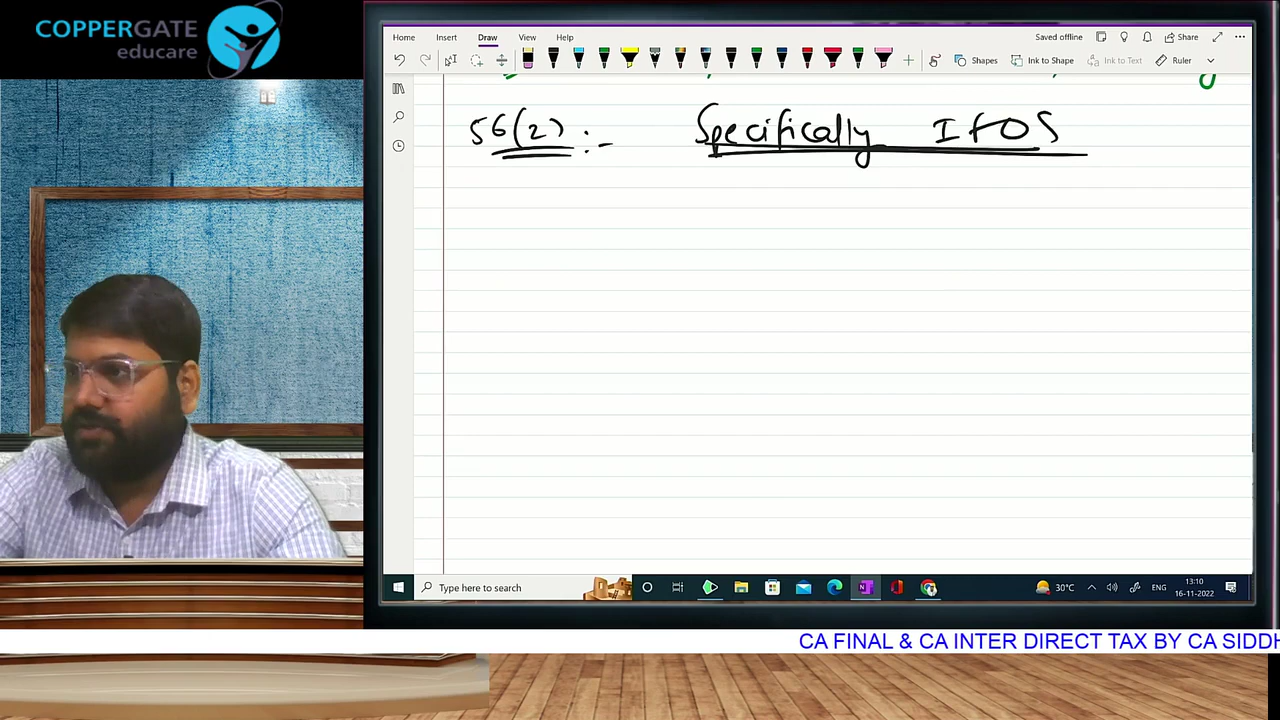 COPPERGATE
educare
Home Insert Draw View Help
Saved offline
Share
Shapes
Ink to Shape
Ink to Text
Ruler
56(2) :- Specifically IFOS
Type here to search
30°C
ENG
13:10
16-11-2022
CA FINAL & CA INTER DIRECT TAX BY CA SIDDH